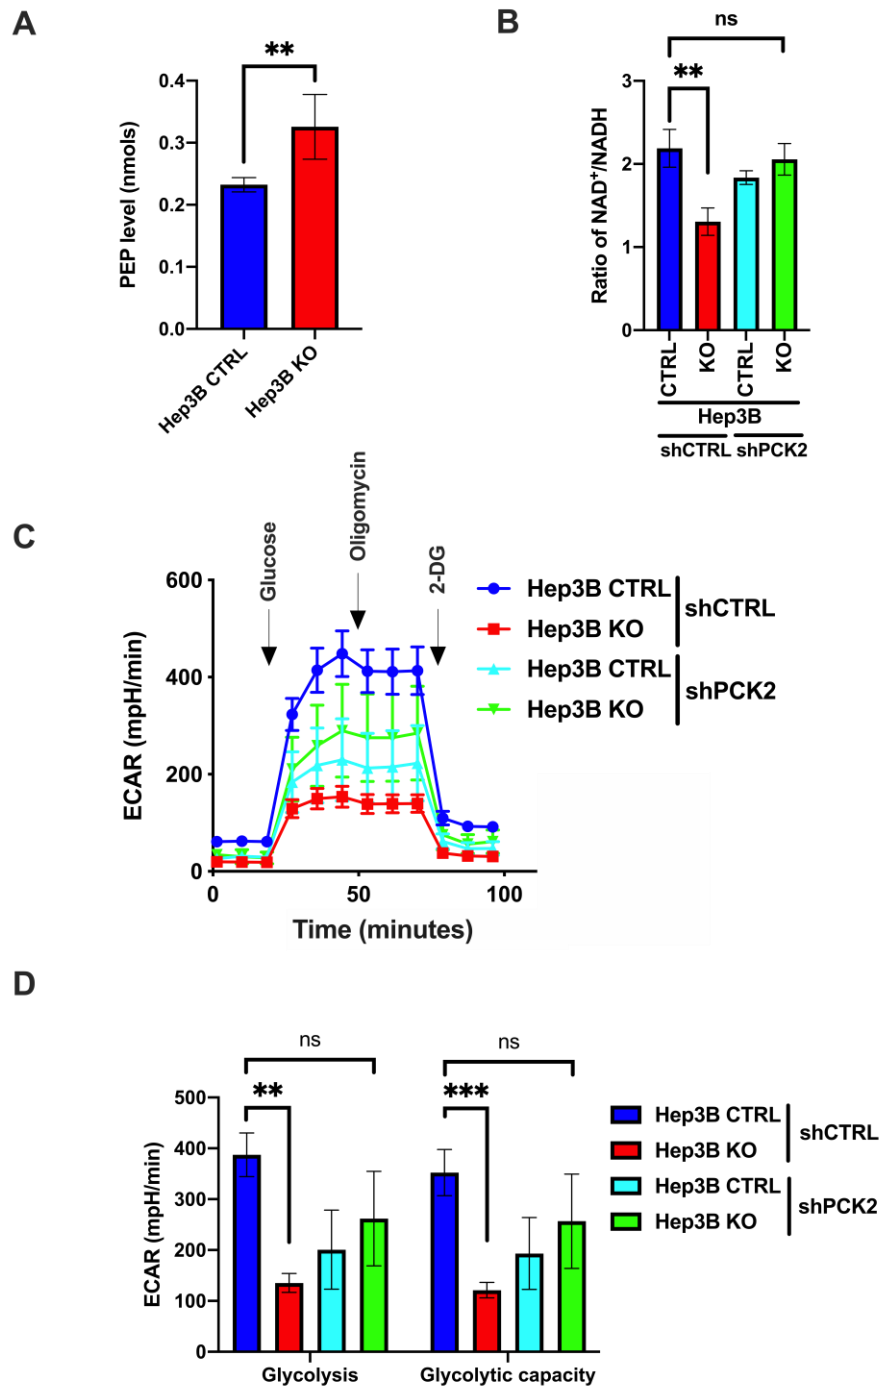 A
**
PEP level (nmols)
0.4
0.3
0.2
0.1
0.0
Hep3B CTRL
Hep3B KO
B
ns
**
Ratio of NAD⁺/NADH
3
2
1
0
CTRL
KO
CTRL
KO
Hep3B
shCTRL shPCK2
C
Glucose
Oligomycin
2-DG
ECAR (mpH/min)
600
400
200
0
0 50 100
Time (minutes)
Hep3B CTRL
Hep3B KO
shCTRL
Hep3B CTRL
Hep3B KO
shPCK2
D
ns
**
ns
***
ECAR (mpH/min)
500
400
300
200
100
0
Glycolysis
Glycolytic capacity
Hep3B CTRL
Hep3B KO
shCTRL
Hep3B CTRL
Hep3B KO
shPCK2